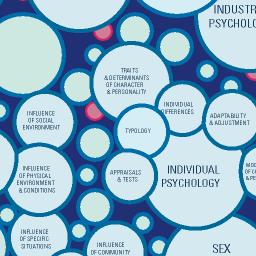 INDUSTR
PSYCHOLO
TRAITS
& DETERMINANTS
OF CHARACTER
& PERSONALITY
INDIVIDUAL
DIFFERENCES
ADAPTABILITY
& ADJUSTMENT
INFLUENCE
OF SOCIAL
ENVIRONMENT
TYPOLOGY
APPRAISALS
& TESTS
INDIVIDUAL
PSYCHOLOGY
INFLUENCE
OF PHYSICAL
ENVIRONMENT
& CONDITIONS
INFLUENCE
OF SPECIFIC
SITUATIONS
INFLUENCE
OF COMMUNITY
SEX